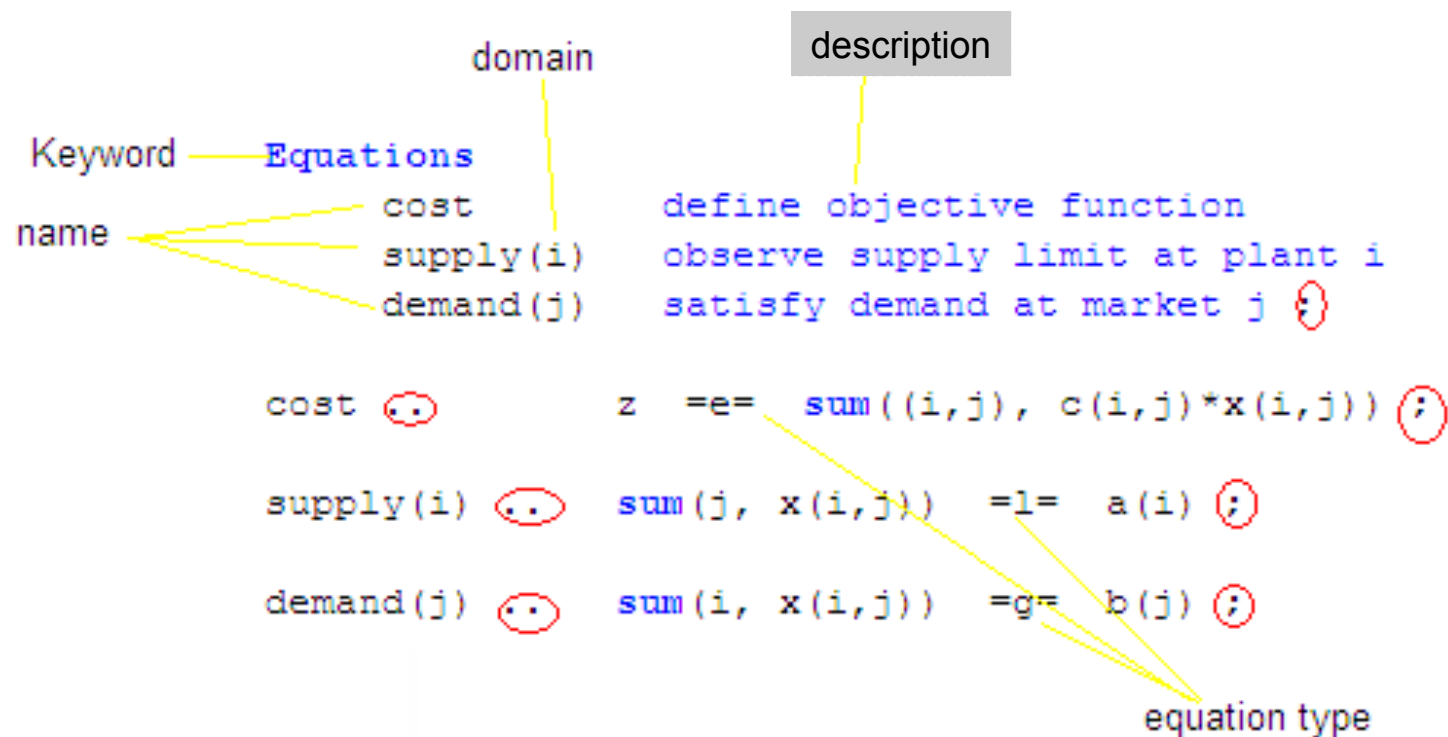 domain
description
Keyword Equations
name
cost define objective function
supply(i) observe supply limit at plant i
demand(j) satisfy demand at market j ;
cost .. z =e= sum((i,j), c(i,j)*x(i,j)) ;
supply(i) .. sum(j, x(i,j)) =l= a(i) ;
demand(j) .. sum(i, x(i,j)) =g= b(j) ;
equation type